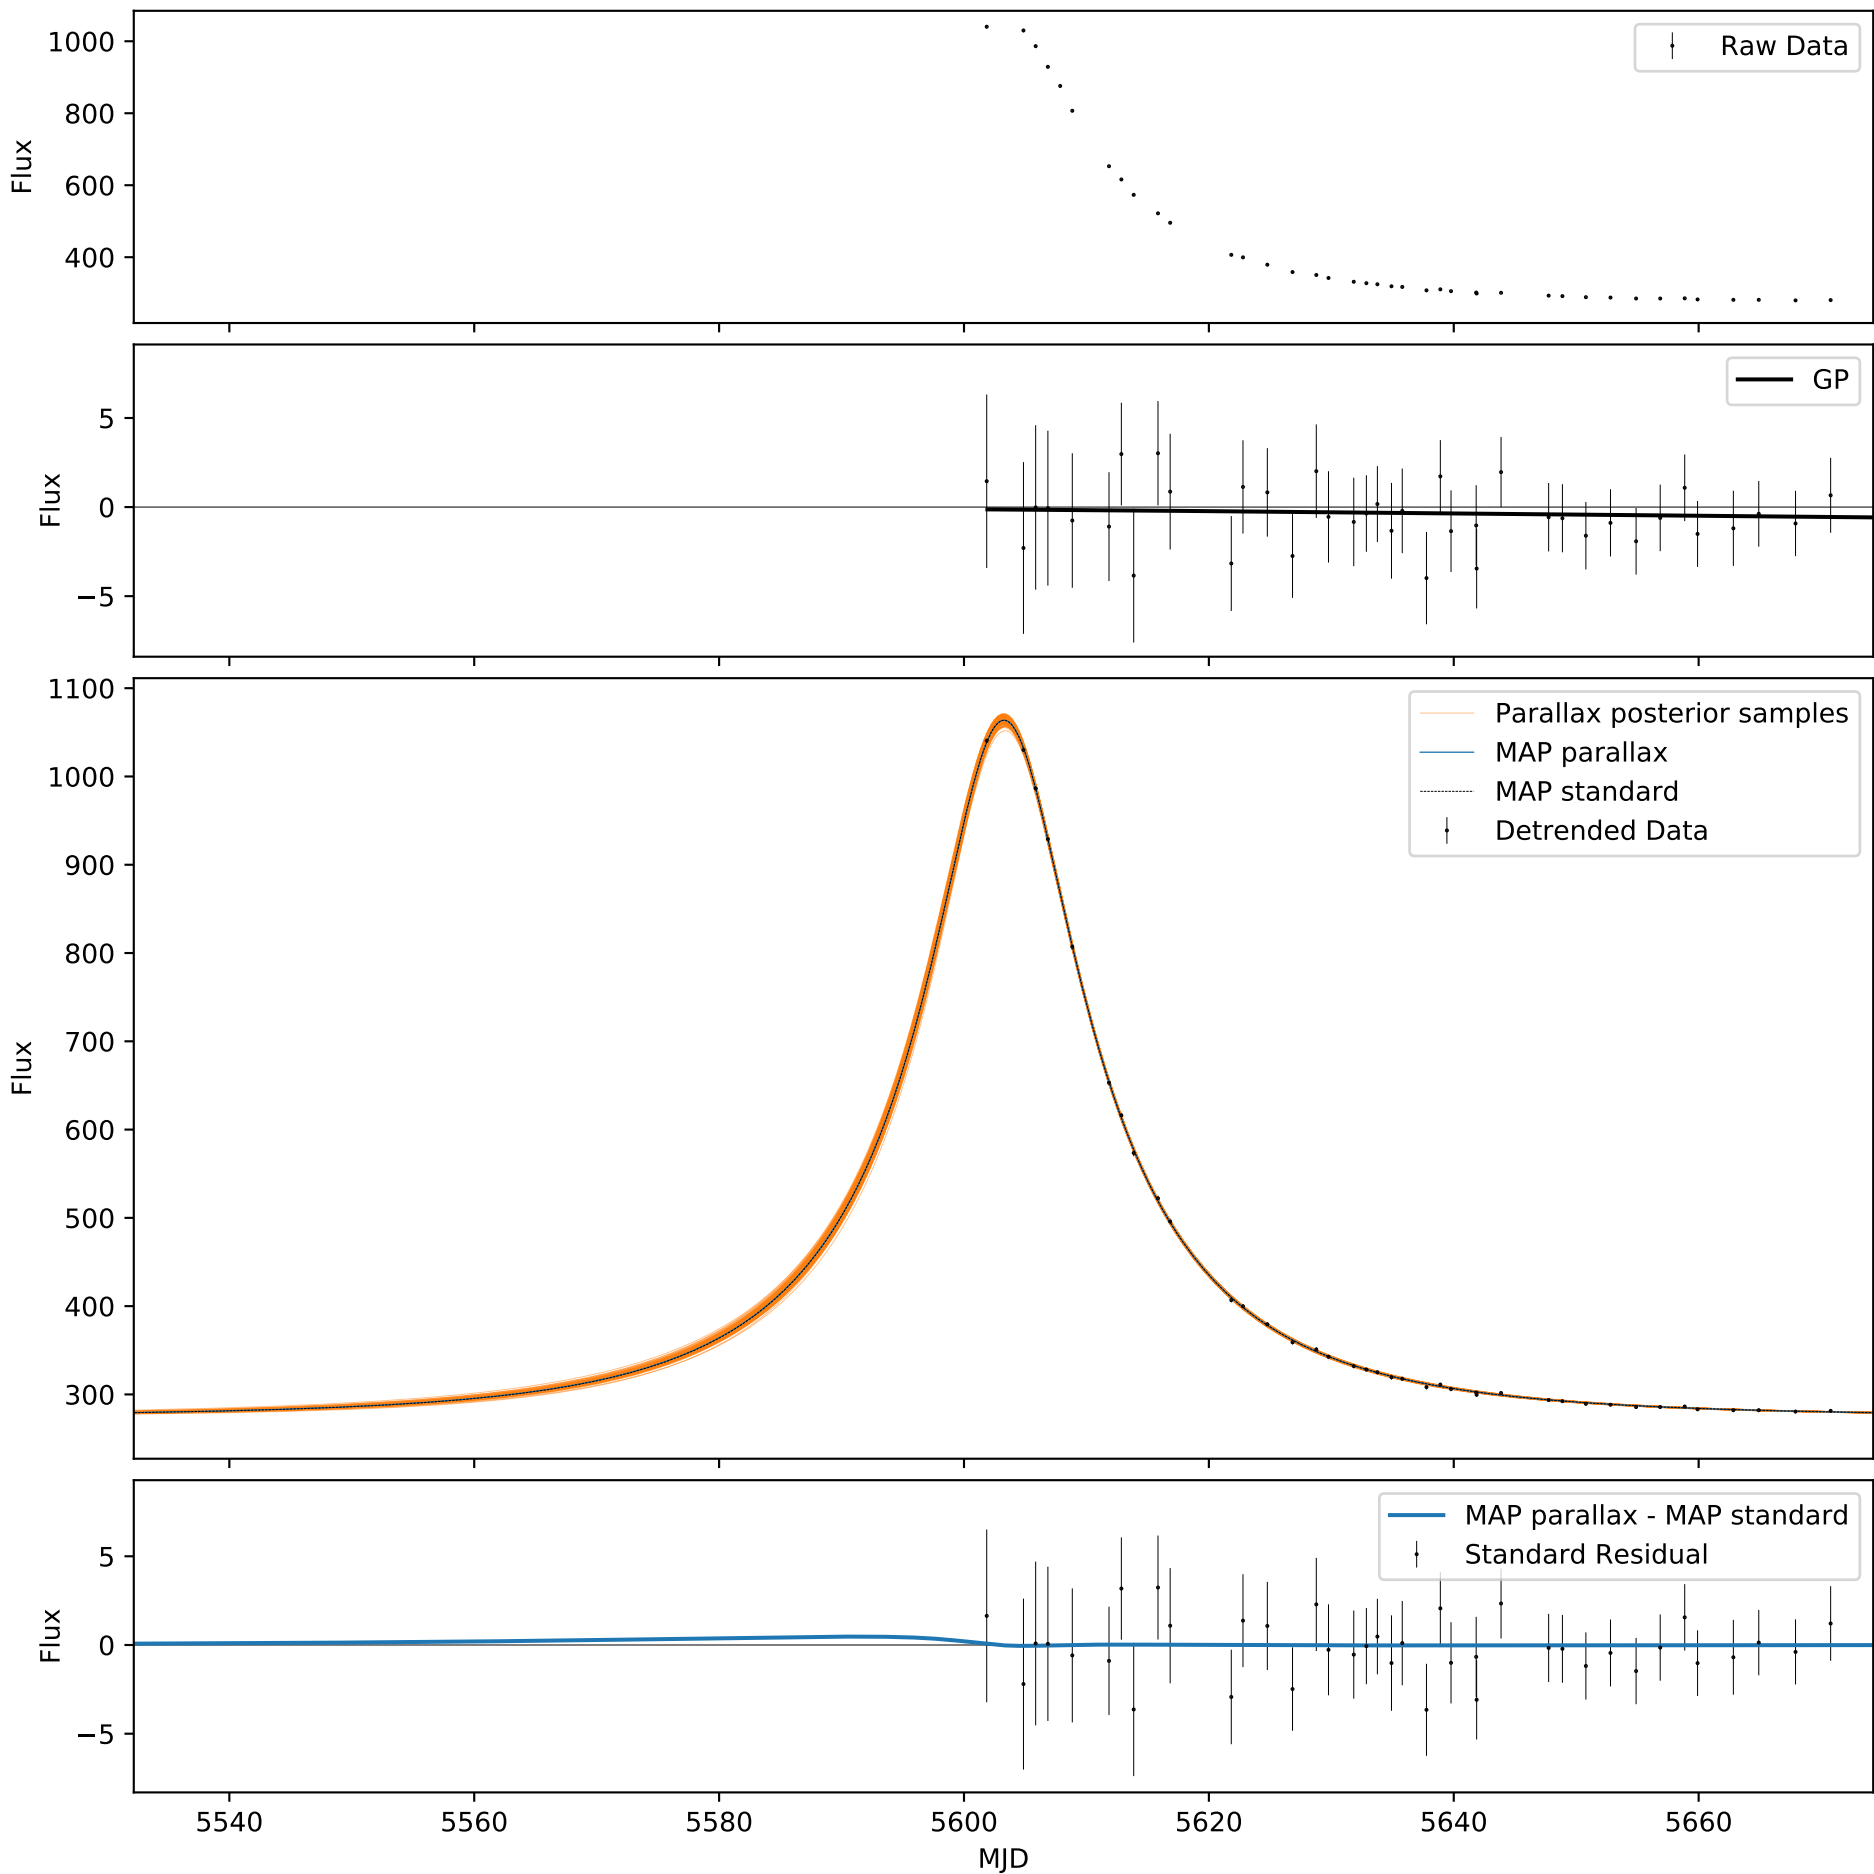 1000
800
600
400
Flux
Raw Data
5
0
−5
Flux
GP
1100
1000
900
800
700
600
500
400
300
Flux
Parallax posterior samples
MAP parallax
MAP standard
Detrended Data
5
0
−5
Flux
MAP parallax - MAP standard
Standard Residual
5540 5560 5580 5600 5620 5640 5660
MJD